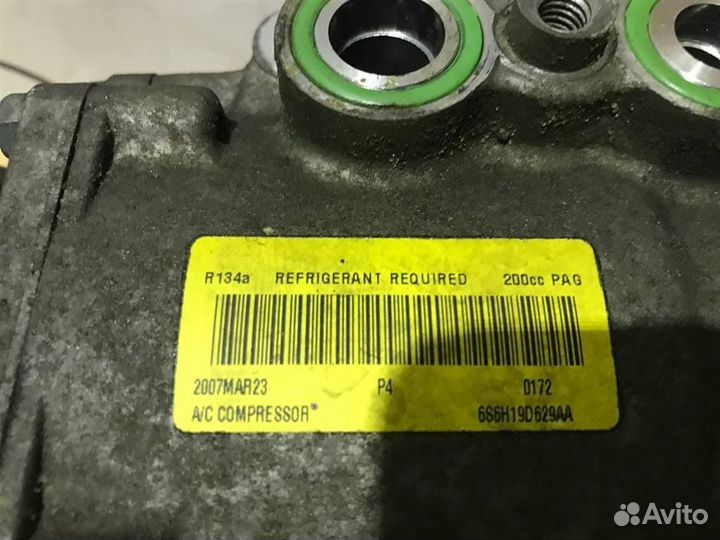 R134a REFRIGERANT REQUIRED 200cc PAG
2007MAR23 P4 0172
A/C COMPRESSOR® 6S6H19D629AA
Avito